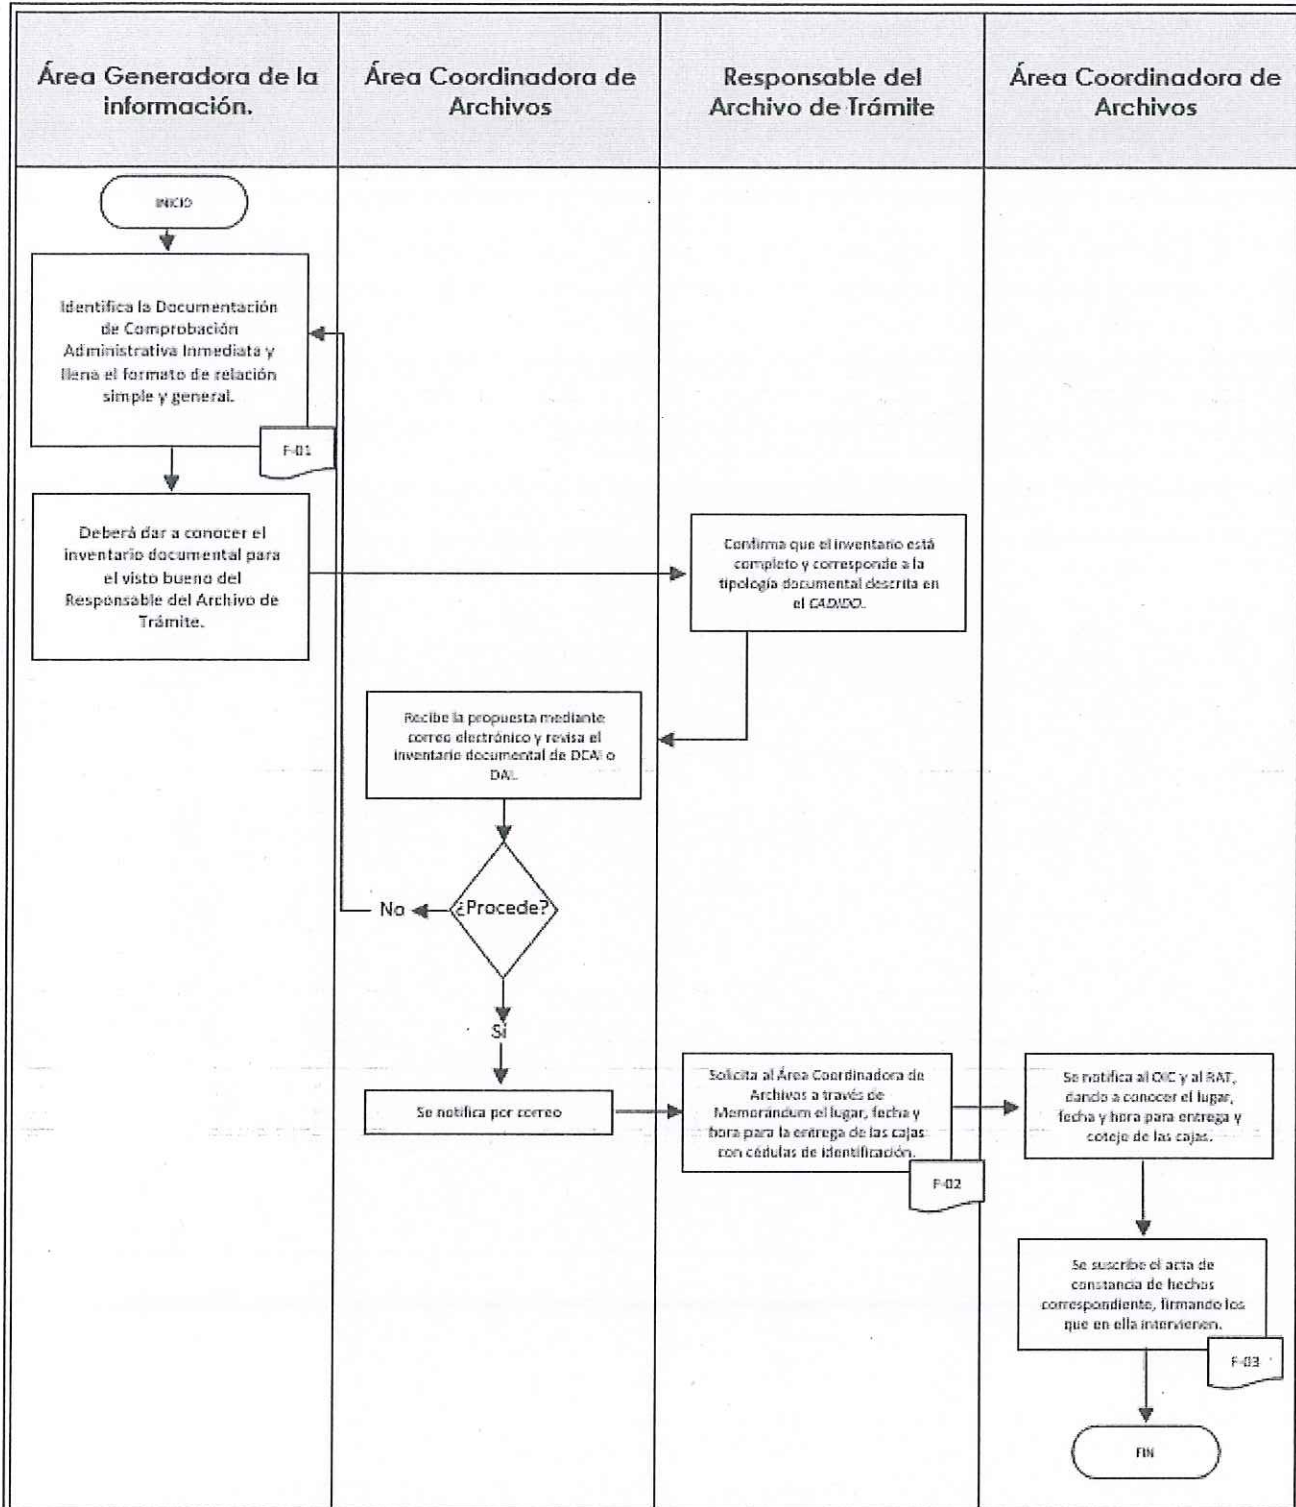 Área Generadora de la
información.
Área Coordinadora de
Archivos
Responsable del
Archivo de Trámite
Área Coordinadora de
Archivos
INICIO
Identifica la Documentación
de Comprobación
Administrativa Inmediata y
llena el formato de relación
simple y general.
F-01
Deberá dar a conocer el
inventario documental para
el visto bueno del
Responsable del Archivo de
Trámite.
Confirma que el inventario está
completo y corresponde a la
tipología documental descrita en
el CADIDO.
Recibe la propuesta mediante
correo electrónico y revisa el
inventario documental de DCAI o
DAI.
¿Procede?
No
Sí
Se notifica por correo
Solicita al Área Coordinadora de
Archivos a través de
Memorándum el lugar, fecha y
hora para la entrega de las cajas
con cédulas de identificación.
F-02
Se notifica al OIC y al RAT,
dando a conocer el lugar,
fecha y hora para entrega y
cotejo de las cajas.
Se suscribe el acta de
constancia de hechos
correspondiente, firmando los
que en ella intervienen.
F-03
FIN